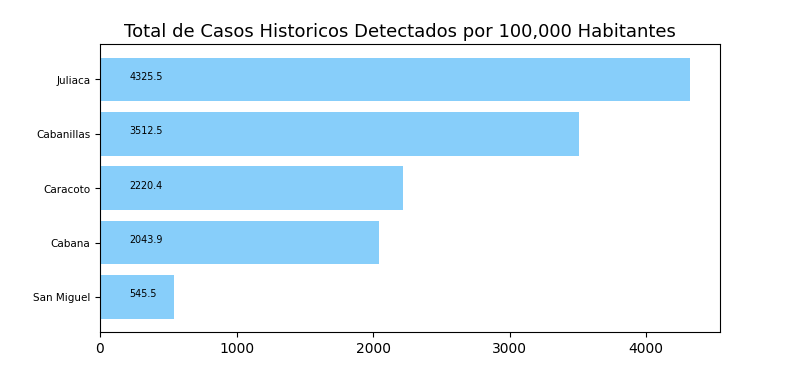 Total de Casos Historicos Detectados por 100,000 Habitantes
Juliaca 4325.5
Cabanillas 3512.5
Caracoto 2220.4
Cabana 2043.9
San Miguel 545.5
0 1000 2000 3000 4000